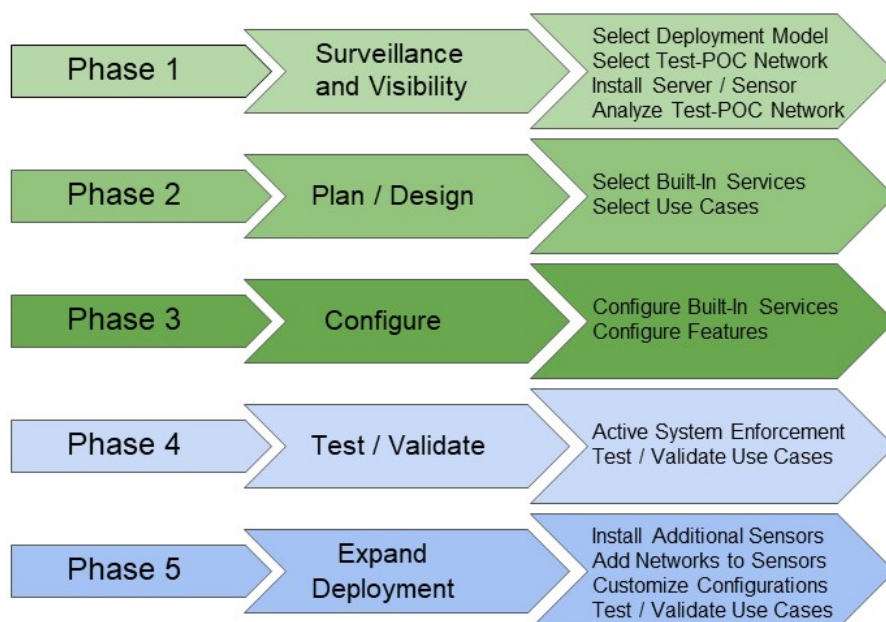 Phase 1
Surveillance
and Visibility
Select Deployment Model
Select Test-POC Network
Install Server / Sensor
Analyze Test-POC Network
Phase 2
Plan / Design
Select Built-In Services
Select Use Cases
Phase 3
Configure
Configure Built-In Services
Configure Features
Phase 4
Test / Validate
Active System Enforcement
Test / Validate Use Cases
Phase 5
Expand
Deployment
Install Additional Sensors
Add Networks to Sensors
Customize Configurations
Test / Validate Use Cases